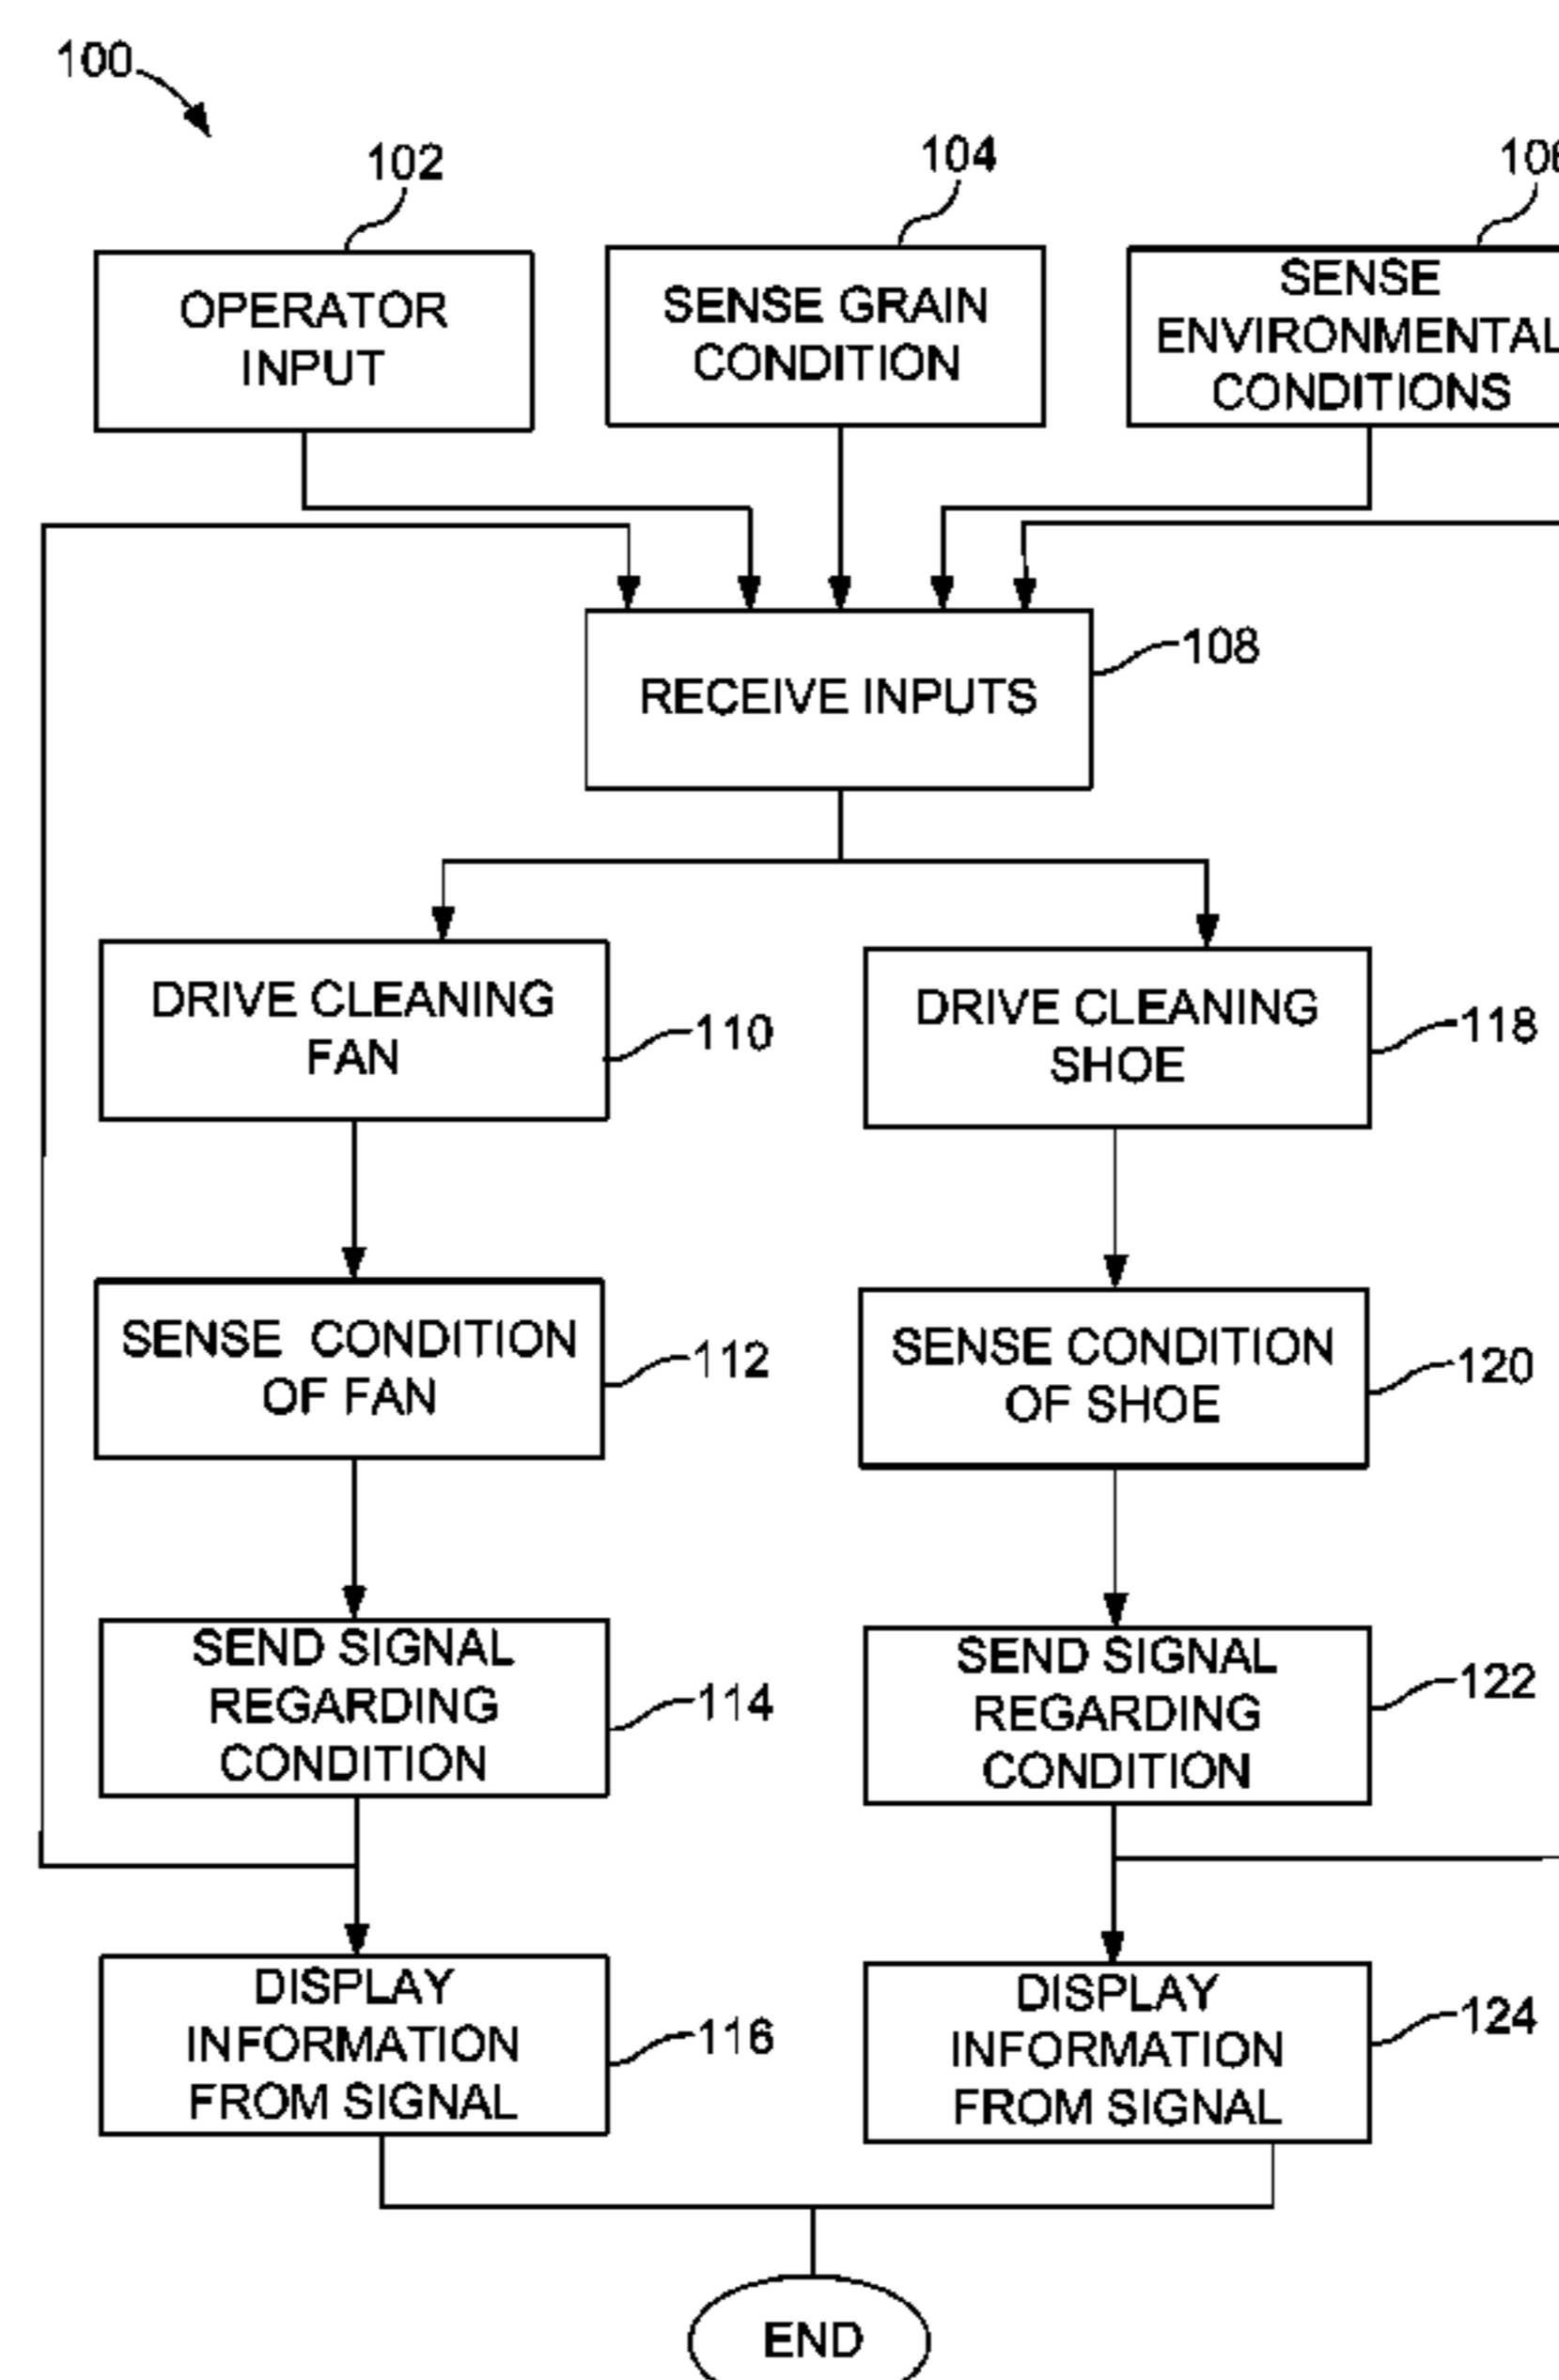 100
102
104
OPERATOR
INPUT
SENSE GRAIN
CONDITION
SENSE
ENVIRONMENTAL
CONDITIONS
RECEIVE INPUTS
108
DRIVE CLEANING
FAN
110
DRIVE CLEANING
SHOE
118
SENSE CONDITION
OF FAN
112
SENSE CONDITION
OF SHOE
120
SEND SIGNAL
REGARDING
CONDITION
114
SEND SIGNAL
REGARDING
CONDITION
122
DISPLAY
INFORMATION
FROM SIGNAL
116
DISPLAY
INFORMATION
FROM SIGNAL
124
END